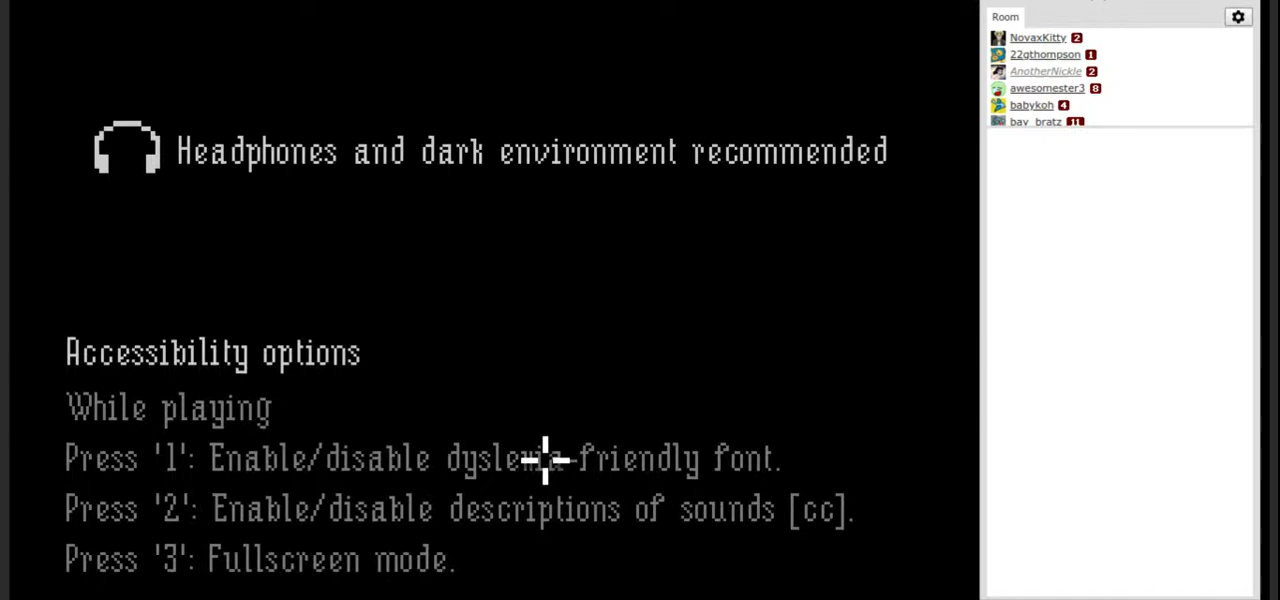 Headphones and dark environment recommended
Accessibility options
While playing
Press '1': Enable/disable dyslexia-friendly font.
Press '2': Enable/disable descriptions of sounds [cc].
Press '3': Fullscreen mode.
Room
NovaxKitty 2
22gthompson 1
AnotherNickle 2
awesomester3 8
babykoh 4
bay_bratz 11